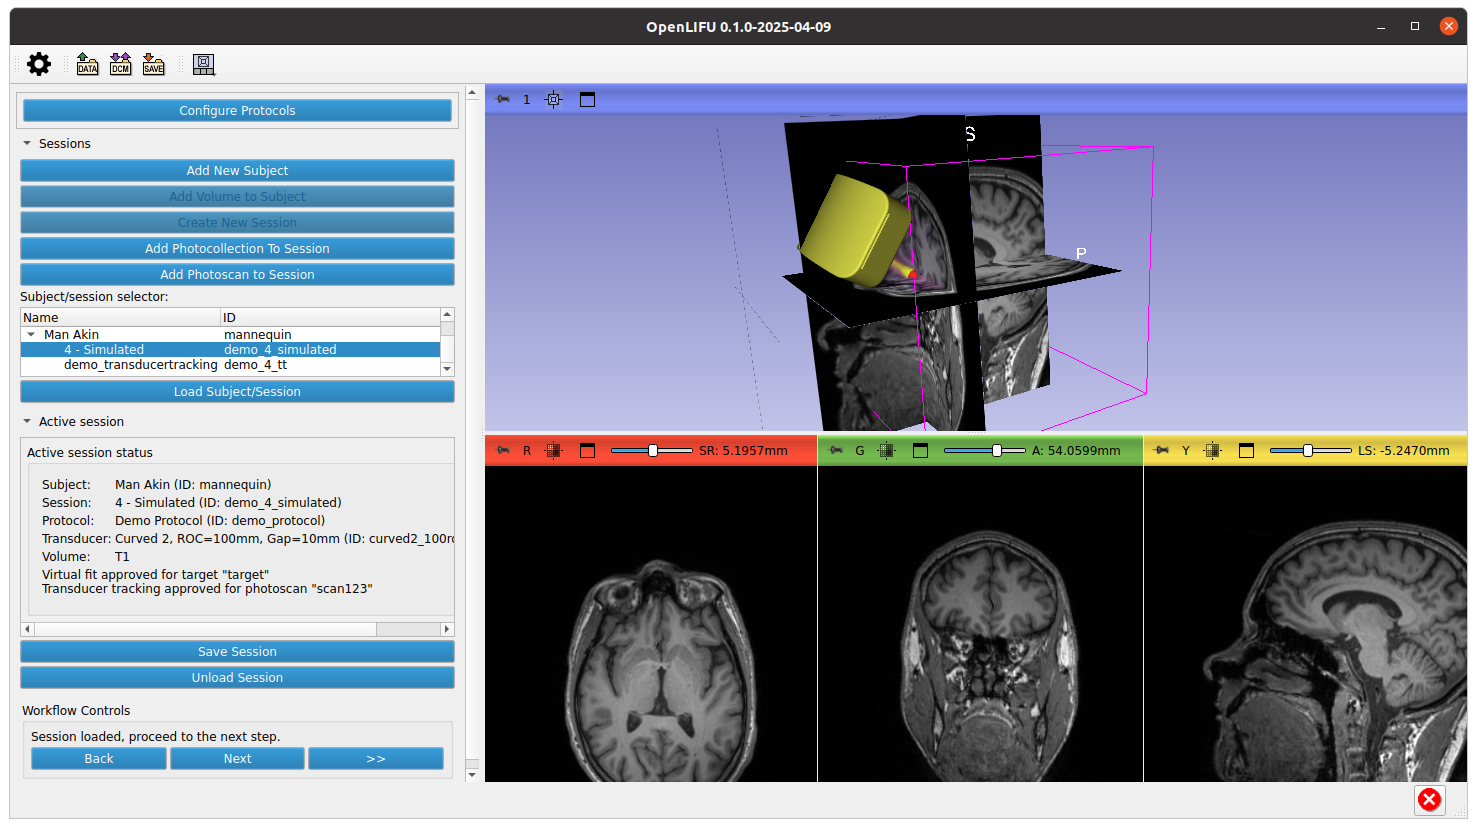 OpenLIFU 0.1.0-2025-04-09
DATA DCM SAVE
Configure Protocols
Sessions
Add New Subject
Add Volume to Subject
Create New Session
Add Photocollection To Session
Add Photoscan to Session
Subject/session selector:
Name ID
Man Akin mannequin
4 - Simulated demo_4_simulated
demo_transducertracking demo_4_tt
Load Subject/Session
Active session
Active session status
Subject: Man Akin (ID: mannequin)
Session: 4 - Simulated (ID: demo_4_simulated)
Protocol: Demo Protocol (ID: demo_protocol)
Transducer: Curved 2, ROC=100mm, Gap=10mm (ID: curved2_100r
Volume: T1
Virtual fit approved for target "target"
Transducer tracking approved for photoscan "scan123"
Save Session
Unload Session
Workflow Controls
Session loaded, proceed to the next step.
Back Next >>
1
S
P
R SR: 5.1957mm
G A: 54.0599mm
Y LS: -5.2470mm